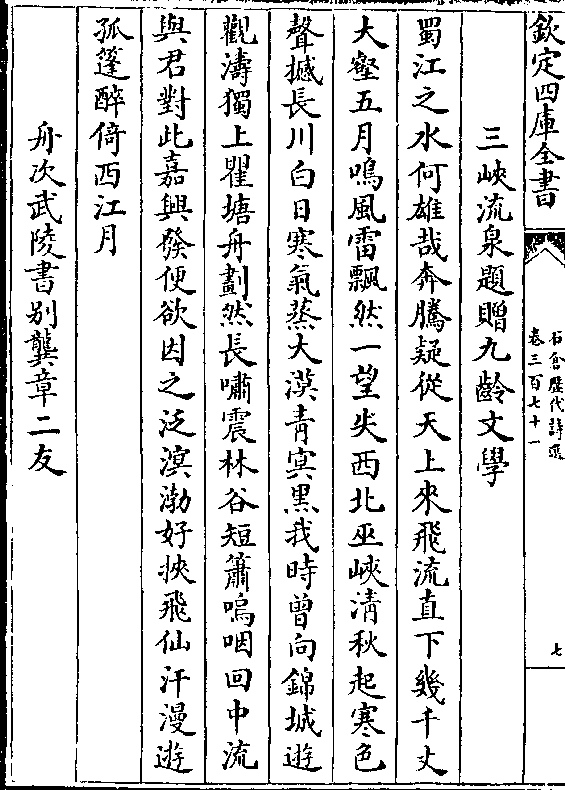 欽定四庫全書
石倉歷代詩選
卷三百七十一
七
三峽流泉題贈九齡文學
蜀江之水何雄哉奔騰疑從天上來飛流直下幾千丈
大壑五月鳴風雷飄然一望失西北巫峽清秋起寒色
聲撼長川白日寒氣蒸大漠青冥黑我時曾向錦城遊
觀濤獨上瞿塘舟劃然長嘯震林谷短簫嗚咽回中流
與君對此嘉興發便欲因之泛溟渤好挾飛仙汗漫遊
孤篷醉倚西江月
舟次武陵書別龔章二友